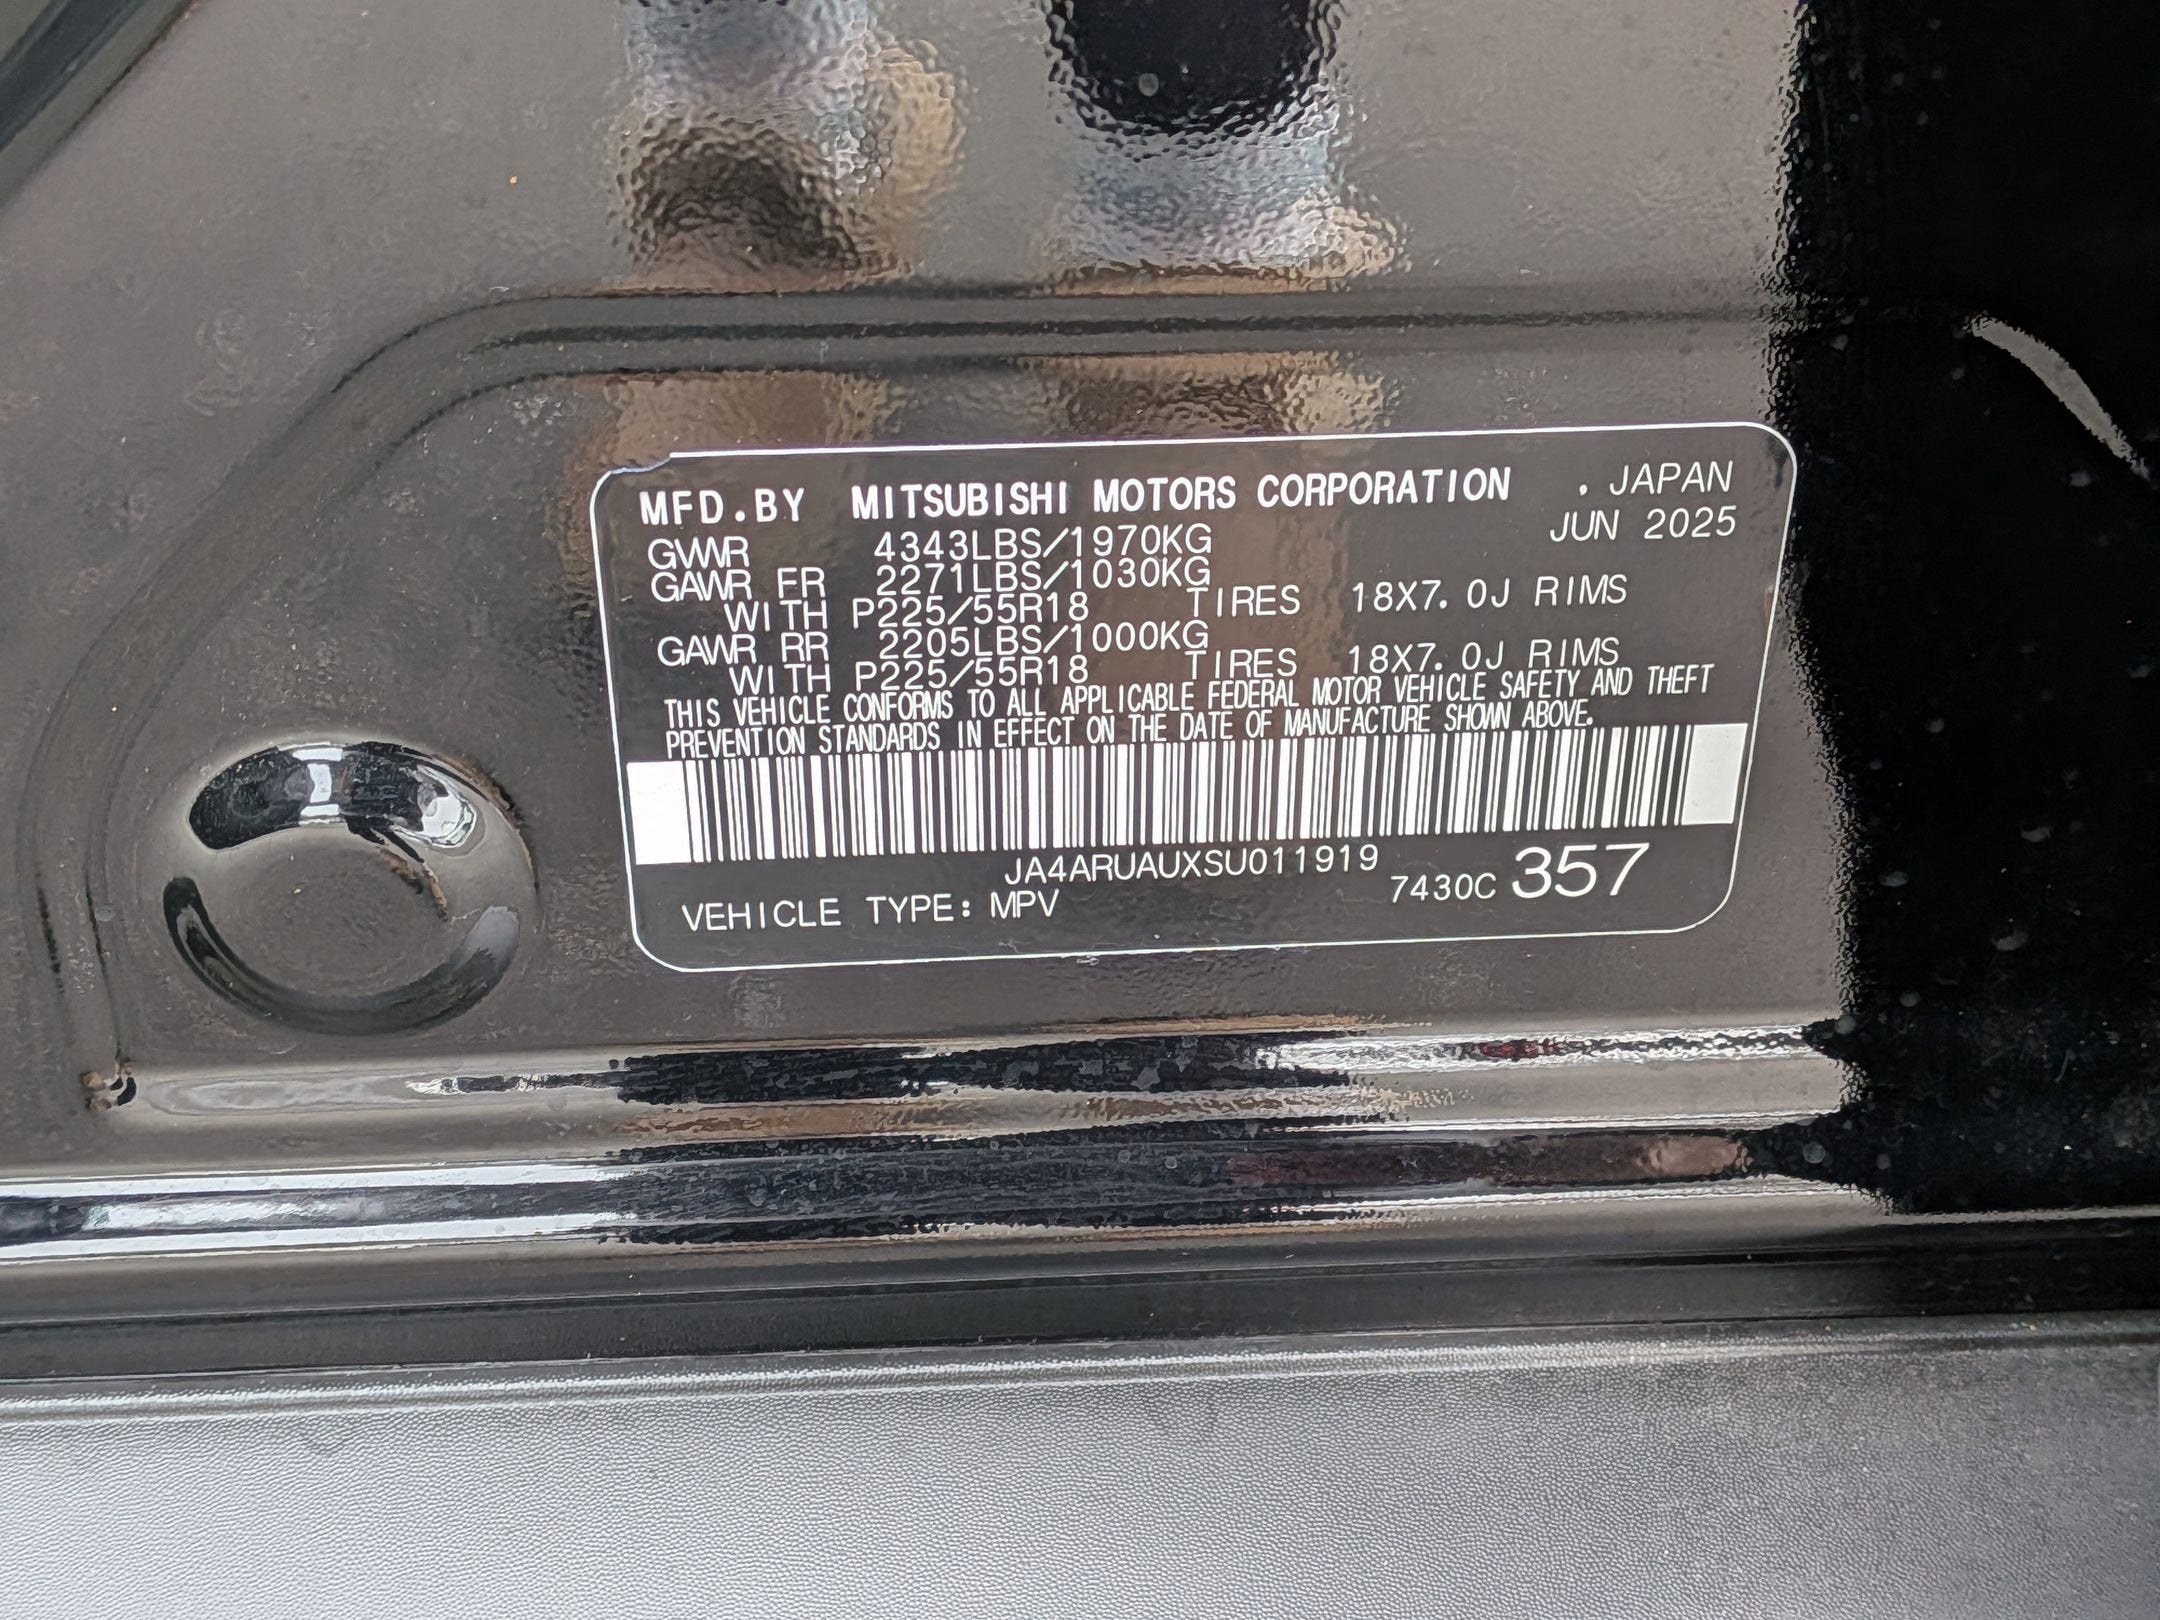 MFD.BY MITSUBISHI MOTORS CORPORATION . JAPAN
JUN 2025
GVWR 4343LBS/1970KG
GAWR FR 2271LBS/1030KG
WITH P225/55R18 TIRES 18X7.0J RIMS
GAWR RR 2205LBS/1000KG
WITH P225/55R18 TIRES 18X7.0J RIMS
THIS VEHICLE CONFORMS TO ALL APPLICABLE FEDERAL MOTOR VEHICLE SAFETY AND THEFT
PREVENTION STANDARDS IN EFFECT ON THE DATE OF MANUFACTURE SHOWN ABOVE.
JA4ARUAUXSU011919
VEHICLE TYPE: MPV 7430C 357